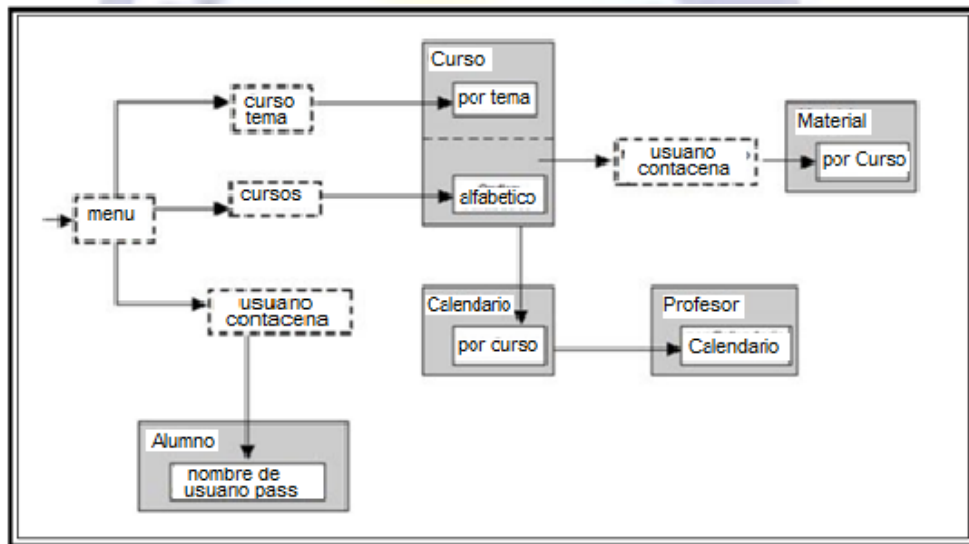 Curso
curso
tema
por tema
Material
usuano
contacena
por Curso
cursos
alfabetico
menu
usuano
contacena
Calendario
Profesor
por curso
Calendario
Alumno
nombre de
usuano pass